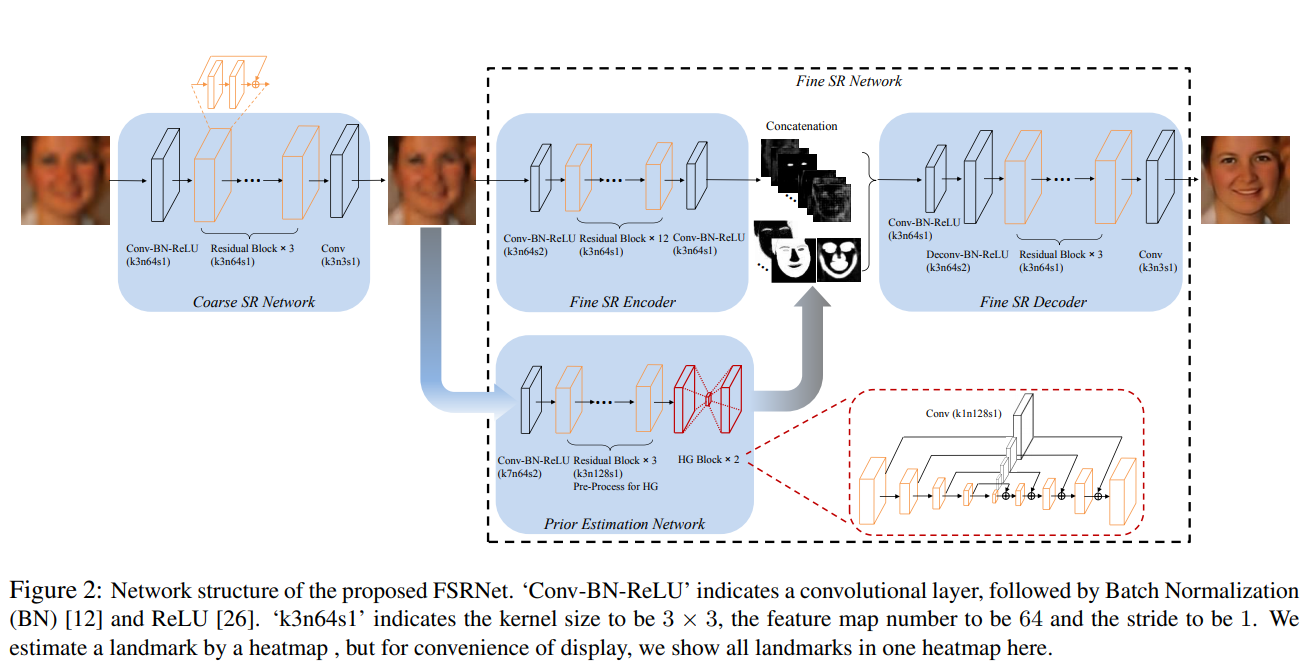 Fine SR Network
Concatenation
Conv-BN-ReLU
(k3n64s1)
Residual Block × 3
(k3n64s1)
Conv
(k3n3s1)
Coarse SR Network
Conv-BN-ReLU
(k3n64s2)
Residual Block × 12
(k3n64s1)
Conv-BN-ReLU
(k3n64s1)
Fine SR Encoder
Conv-BN-ReLU
(k3n64s1)
Deconv-BN-ReLU
(k3n64s2)
Residual Block × 3
(k3n64s1)
Conv
(k3n3s1)
Fine SR Decoder
Conv-BN-ReLU
(k7n64s2)
Residual Block × 3
(k3n128s1)
Pre-Process for HG
HG Block × 2
Prior Estimation Network
Conv (k1n128s1)
Figure 2: Network structure of the proposed FSRNet. ‘Conv-BN-ReLU’ indicates a convolutional layer, followed by Batch Normalization
(BN) [12] and ReLU [26]. ‘k3n64s1’ indicates the kernel size to be 3 × 3, the feature map number to be 64 and the stride to be 1. We
estimate a landmark by a heatmap , but for convenience of display, we show all landmarks in one heatmap here.